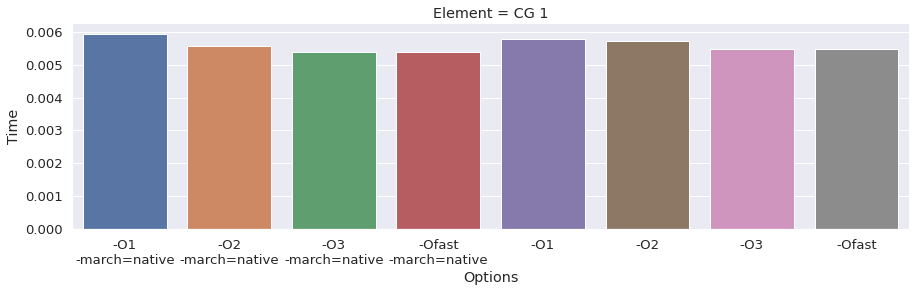 Element = CG 1
Time
0.006
0.005
0.004
0.003
0.002
0.001
0.000
-O1 -O2 -O3 -Ofast -O1 -O2 -O3 -Ofast
-march=native -march=native -march=native -march=native
Options